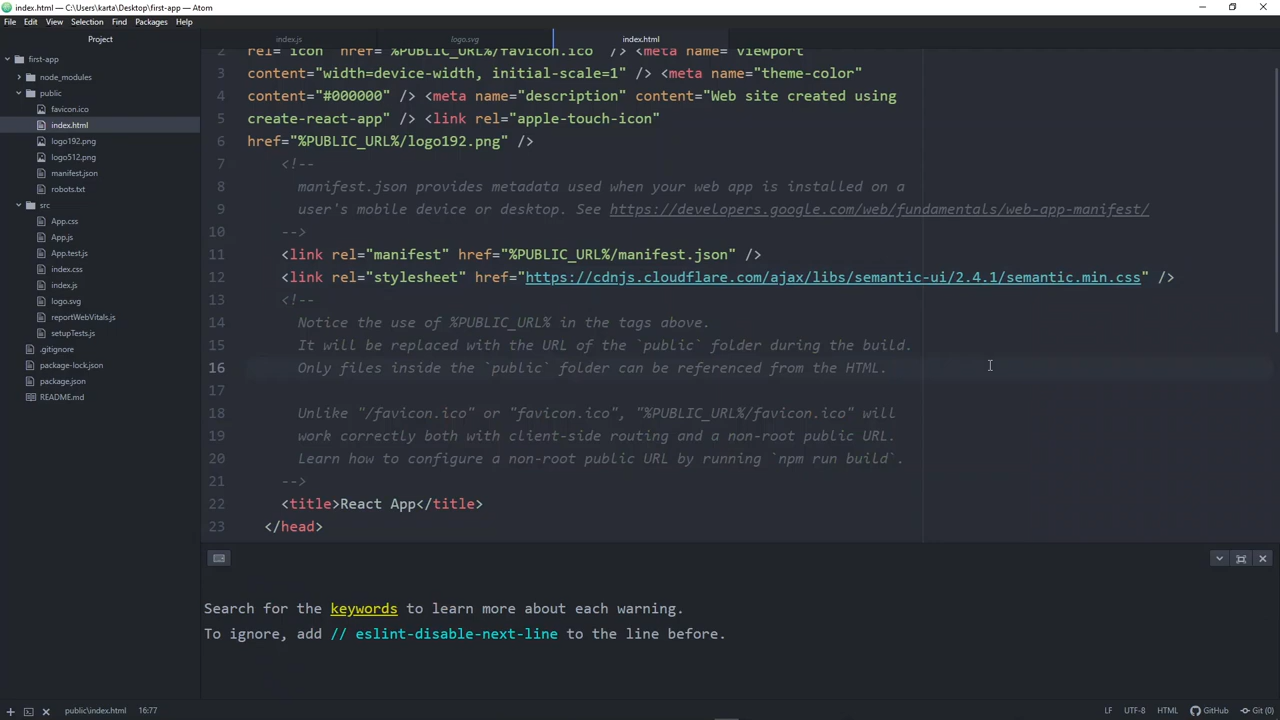 index.html — C:\Users\karta\Desktop\first-app — Atom
File Edit View Selection Find Packages Help
Project
first-app
node_modules
public
favicon.ico
index.html
logo192.png
logo512.png
manifest.json
robots.txt
src
App.css
App.js
App.test.js
index.css
index.js
logo.svg
reportWebVitals.js
setupTests.js
.gitignore
package-lock.json
package.json
README.md
index.js logo.svg index.html
2 rel="icon" href="%PUBLIC_URL%/favicon.ico" /> <meta name="viewport"
3 content="width=device-width, initial-scale=1" /> <meta name="theme-color"
4 content="#000000" /> <meta name="description" content="Web site created using
5 create-react-app" /> <link rel="apple-touch-icon"
6 href="%PUBLIC_URL%/logo192.png" />
7 <!--
8 manifest.json provides metadata used when your web app is installed on a
9 user's mobile device or desktop. See https://developers.google.com/web/fundamentals/web-app-manifest/
10 -->
11 <link rel="manifest" href="%PUBLIC_URL%/manifest.json" />
12 <link rel="stylesheet" href="https://cdnjs.cloudflare.com/ajax/libs/semantic-ui/2.4.1/semantic.min.css" />
13 <!--
14 Notice the use of %PUBLIC_URL% in the tags above.
15 It will be replaced with the URL of the `public` folder during the build.
16 Only files inside the `public` folder can be referenced from the HTML.
17
18 Unlike "/favicon.ico" or "favicon.ico", "%PUBLIC_URL%/favicon.ico" will
19 work correctly both with client-side routing and a non-root public URL.
20 Learn how to configure a non-root public URL by running `npm run build`.
21 -->
22 <title>React App</title>
23 </head>
Search for the keywords to learn more about each warning.
To ignore, add // eslint-disable-next-line to the line before.
public\index.html 16:77 LF UTF-8 HTML GitHub Git (0)